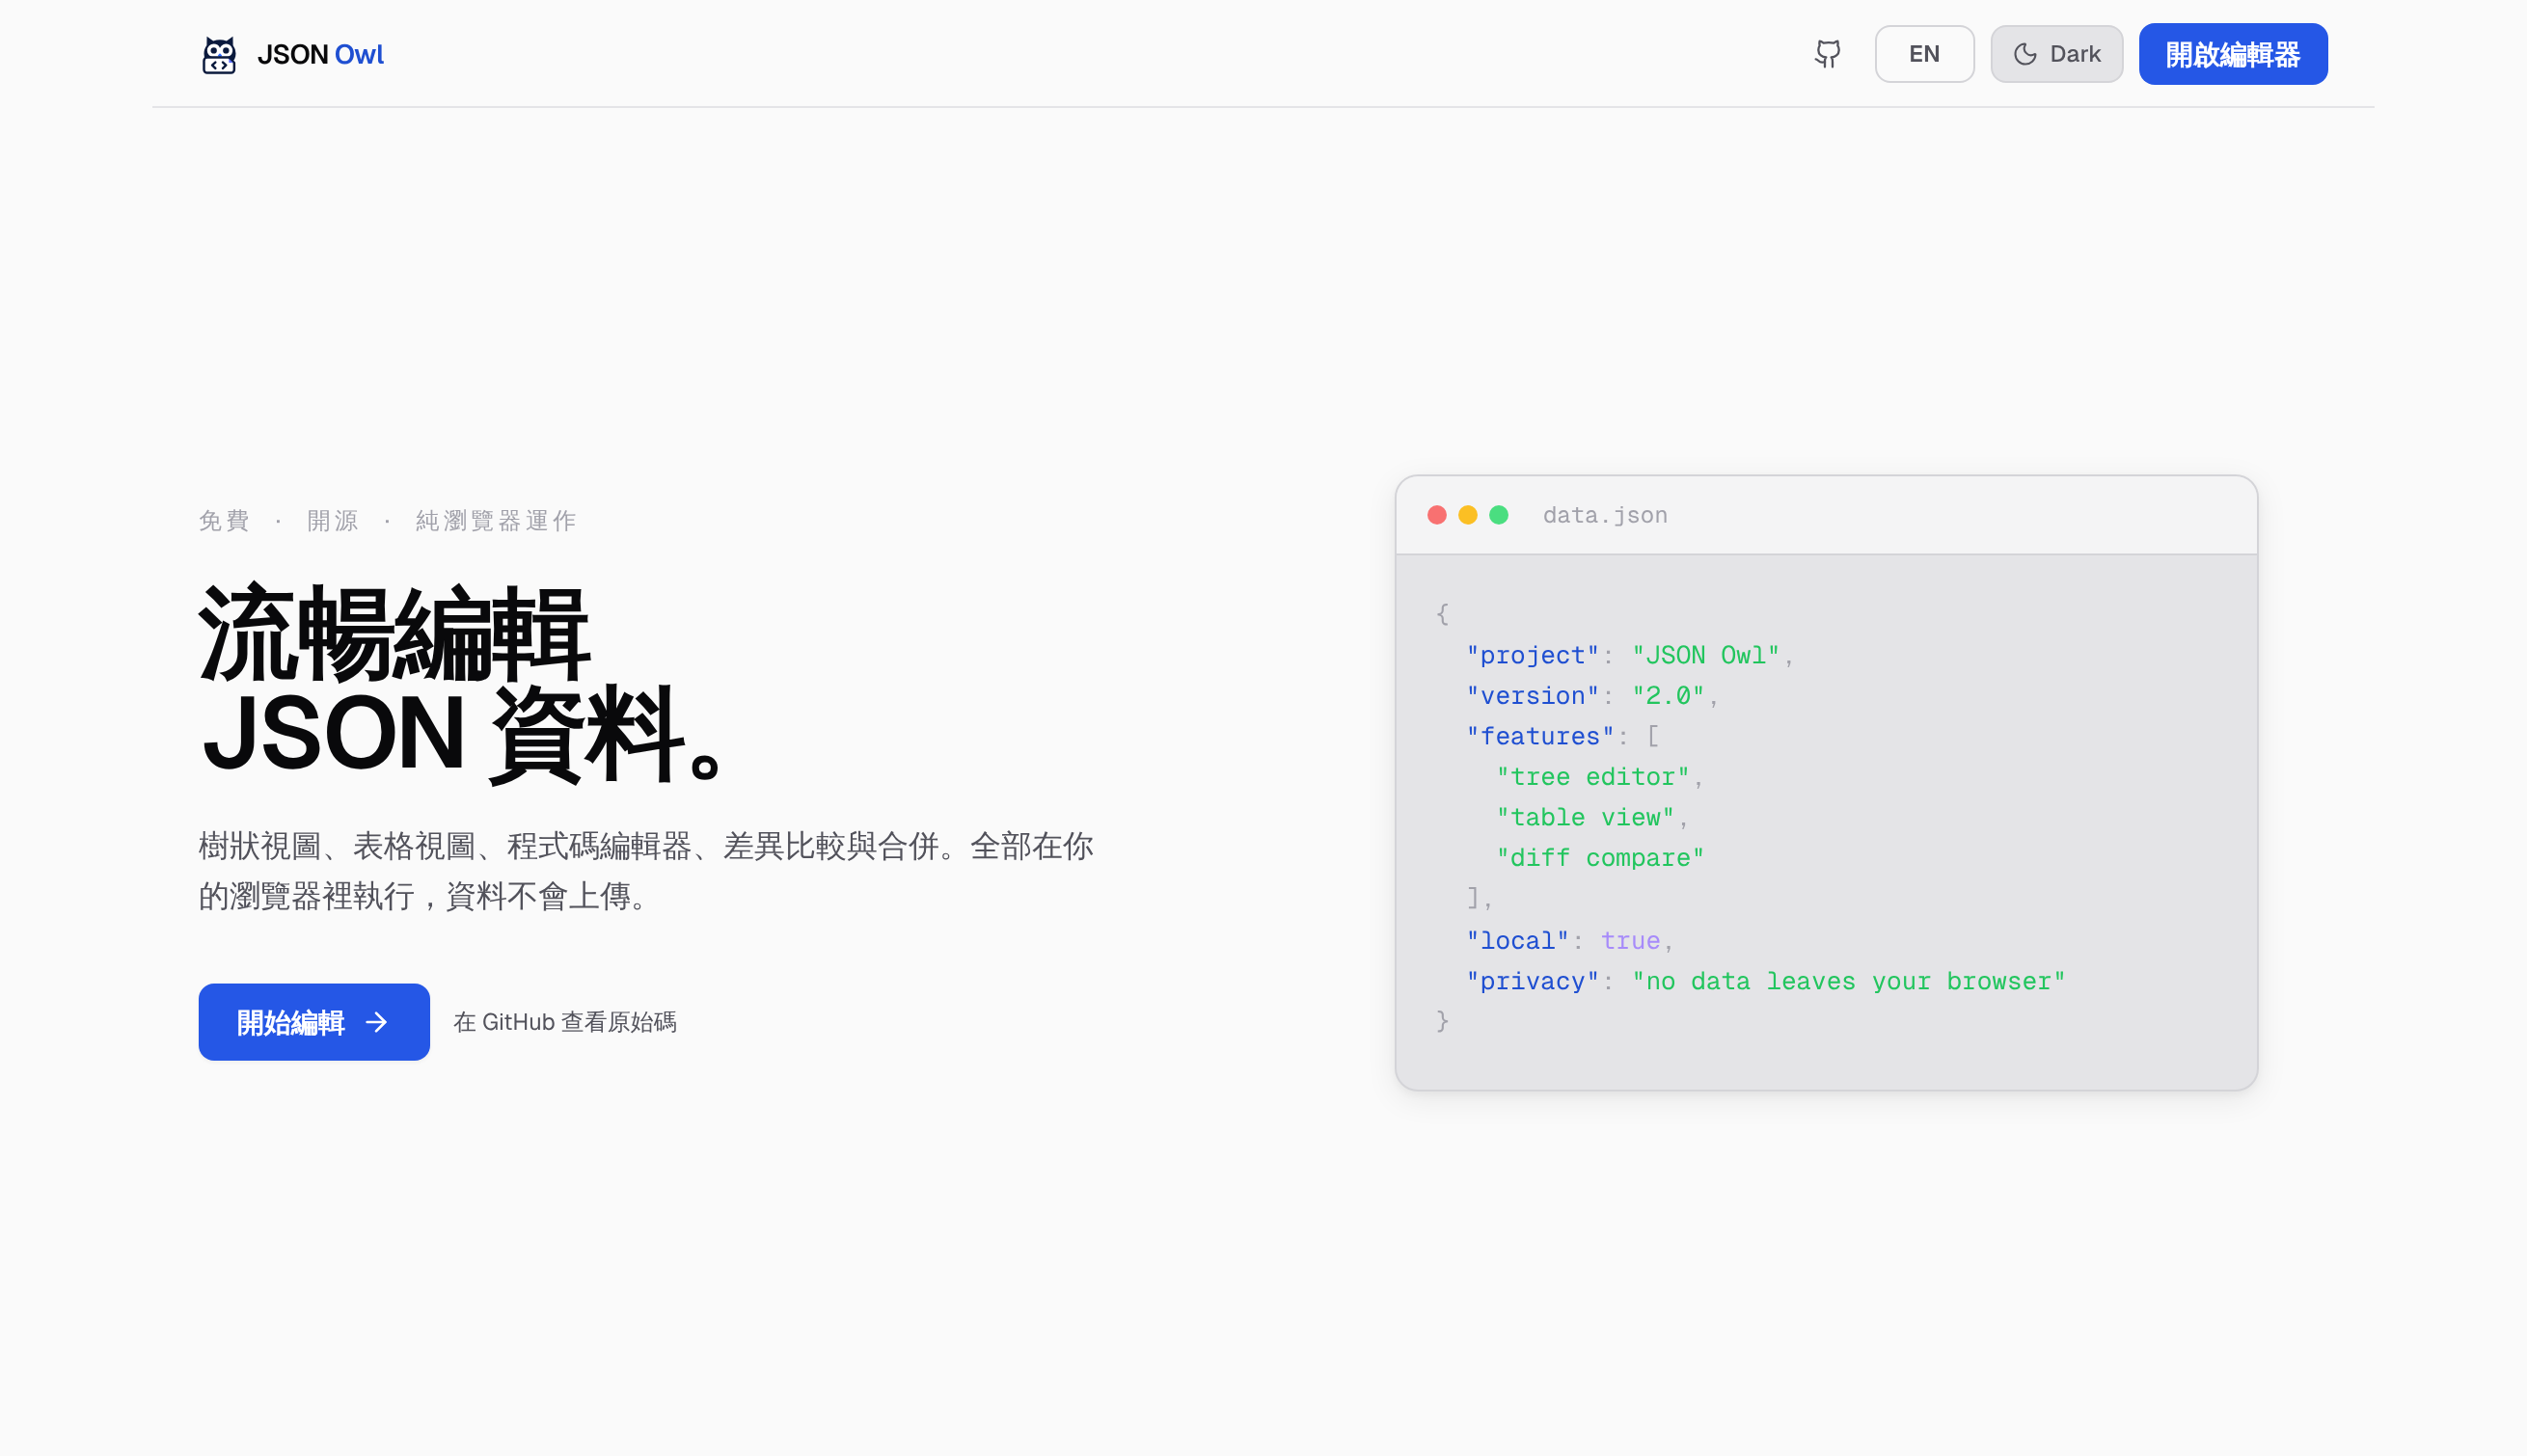 JSON Owl
EN
Dark
開啟編輯器
免費 · 開源 · 純瀏覽器運作
流暢編輯
JSON 資料。
樹狀視圖、表格視圖、程式碼編輯器、差異比較與合併。全部在你
的瀏覽器裡執行，資料不會上傳。
開始編輯 →
在 GitHub 查看原始碼
data.json
{
  "project": "JSON Owl",
  "version": "2.0",
  "features": [
    "tree editor",
    "table view",
    "diff compare"
  ],
  "local": true,
  "privacy": "no data leaves your browser"
}